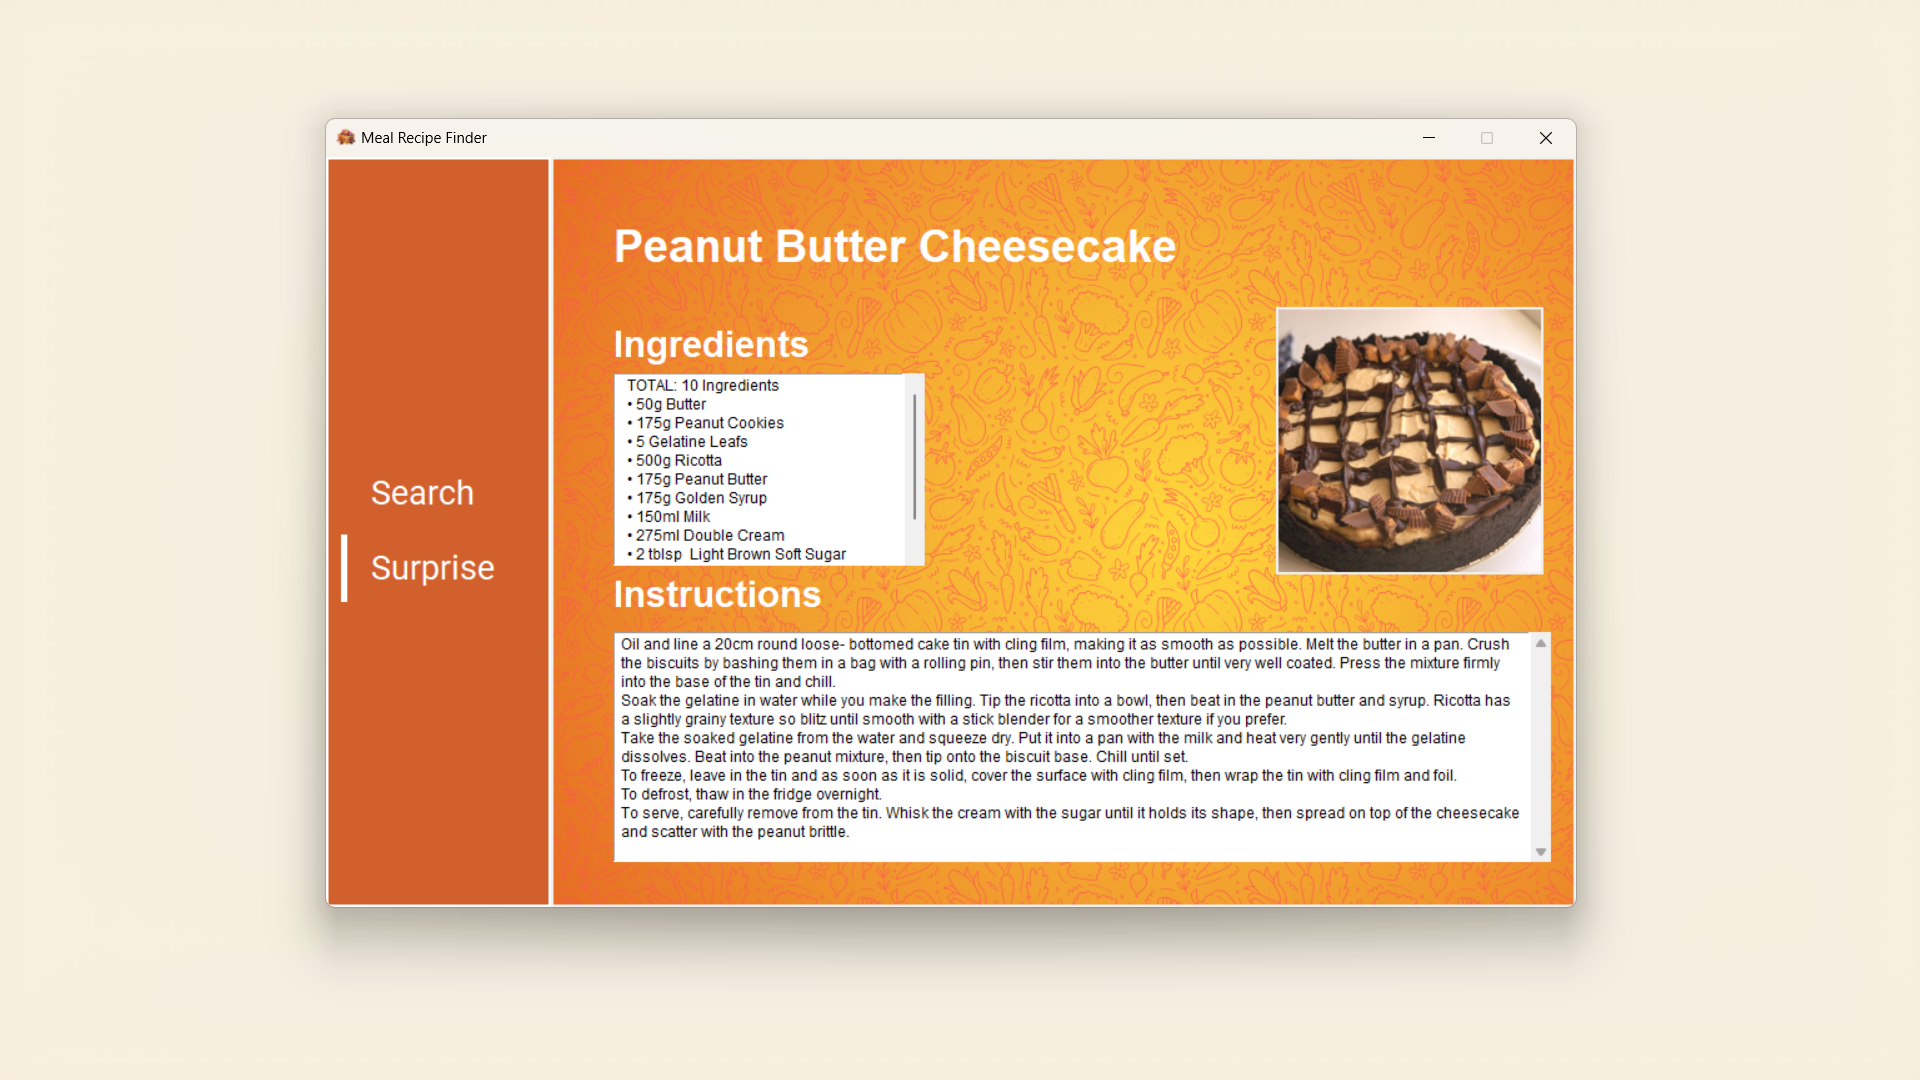 Meal Recipe Finder
Search
Surprise
Peanut Butter Cheesecake
Ingredients
TOTAL: 10 Ingredients
• 50g Butter
• 175g Peanut Cookies
• 5 Gelatine Leafs
• 500g Ricotta
• 175g Peanut Butter
• 175g Golden Syrup
• 150ml Milk
• 275ml Double Cream
• 2 tblsp  Light Brown Soft Sugar
Instructions
Oil and line a 20cm round loose- bottomed cake tin with cling film, making it as smooth as possible. Melt the butter in a pan. Crush
the biscuits by bashing them in a bag with a rolling pin, then stir them into the butter until very well coated. Press the mixture firmly
into the base of the tin and chill.
Soak the gelatine in water while you make the filling. Tip the ricotta into a bowl, then beat in the peanut butter and syrup. Ricotta has
a slightly grainy texture so blitz until smooth with a stick blender for a smoother texture if you prefer.
Take the soaked gelatine from the water and squeeze dry. Put it into a pan with the milk and heat very gently until the gelatine
dissolves. Beat into the peanut mixture, then tip onto the biscuit base. Chill until set.
To freeze, leave in the tin and as soon as it is solid, cover the surface with cling film, then wrap the tin with cling film and foil.
To defrost, thaw in the fridge overnight.
To serve, carefully remove from the tin. Whisk the cream with the sugar until it holds its shape, then spread on top of the cheesecake
and scatter with the peanut brittle.